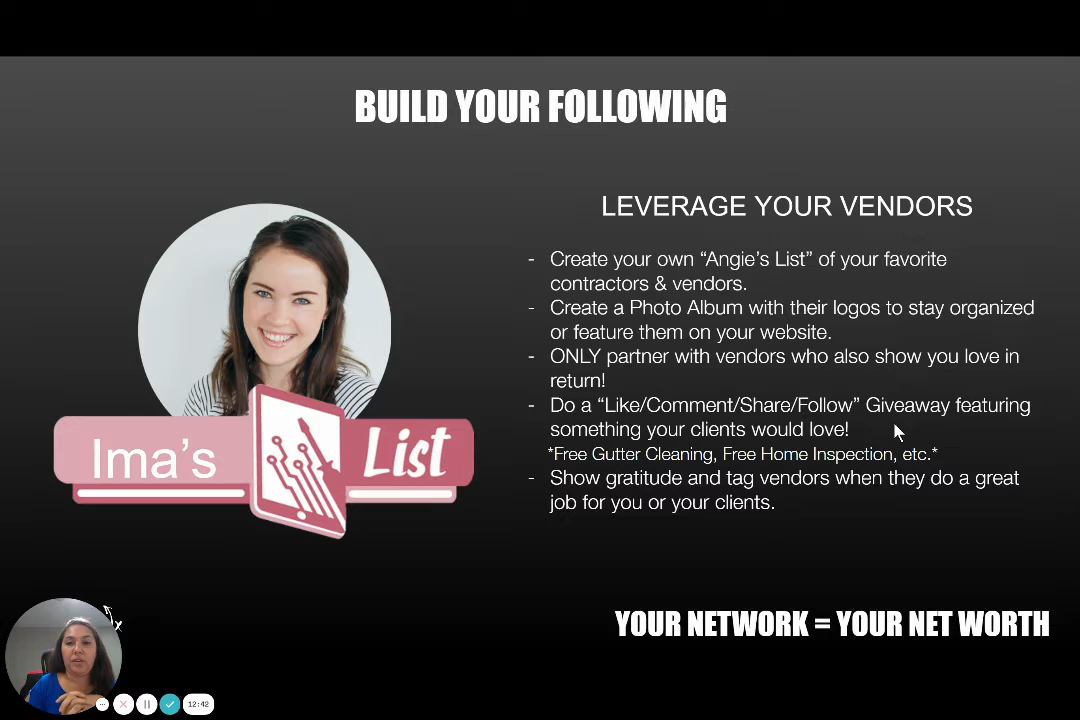 BUILD YOUR FOLLOWING
LEVERAGE YOUR VENDORS
- Create your own “Angie’s List” of your favorite
contractors & vendors.
- Create a Photo Album with their logos to stay organized
or feature them on your website.
- ONLY partner with vendors who also show you love in
return!
- Do a “Like/Comment/Share/Follow” Giveaway featuring
something your clients would love!
*Free Gutter Cleaning, Free Home Inspection, etc.*
- Show gratitude and tag vendors when they do a great
job for you or your clients.
Ima’s List
YOUR NETWORK = YOUR NET WORTH
12:42